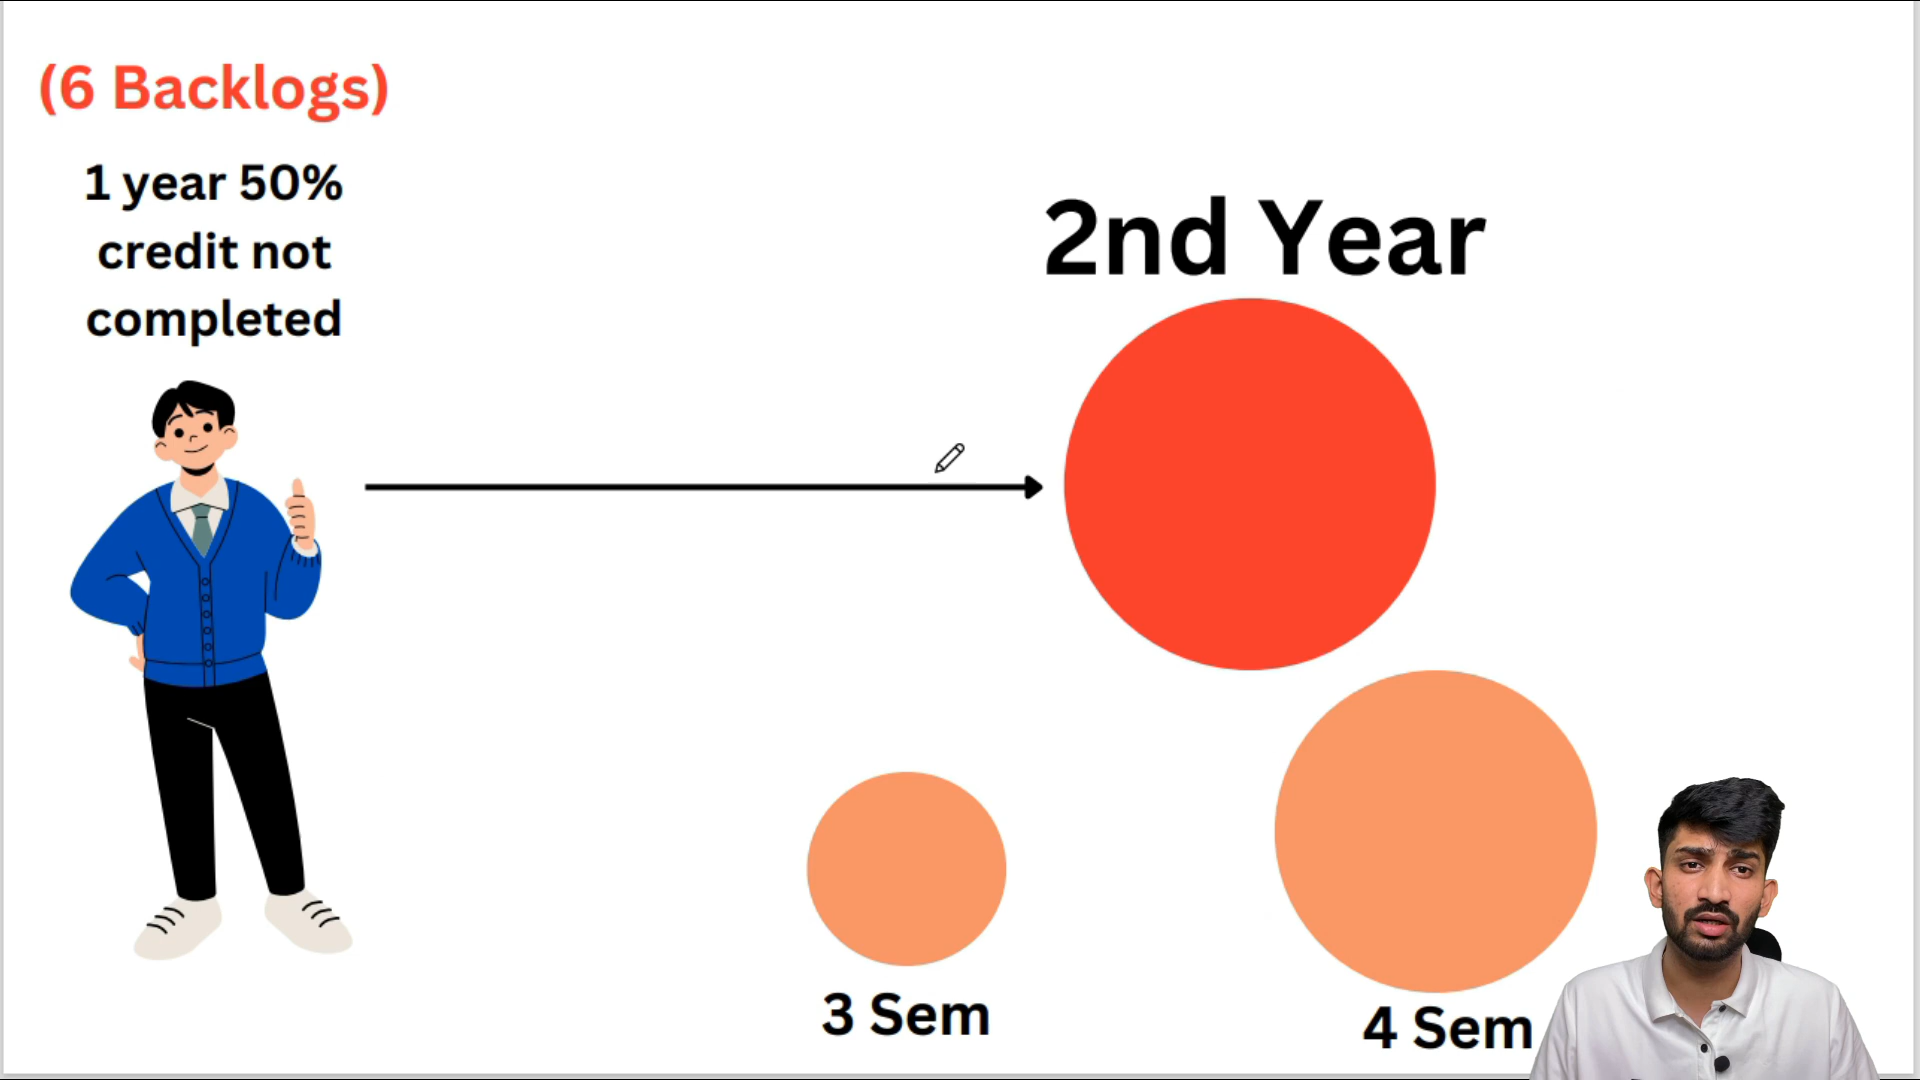 (6 Backlogs)
1 year 50%
credit not
completed
2nd Year
3 Sem
4 Sem